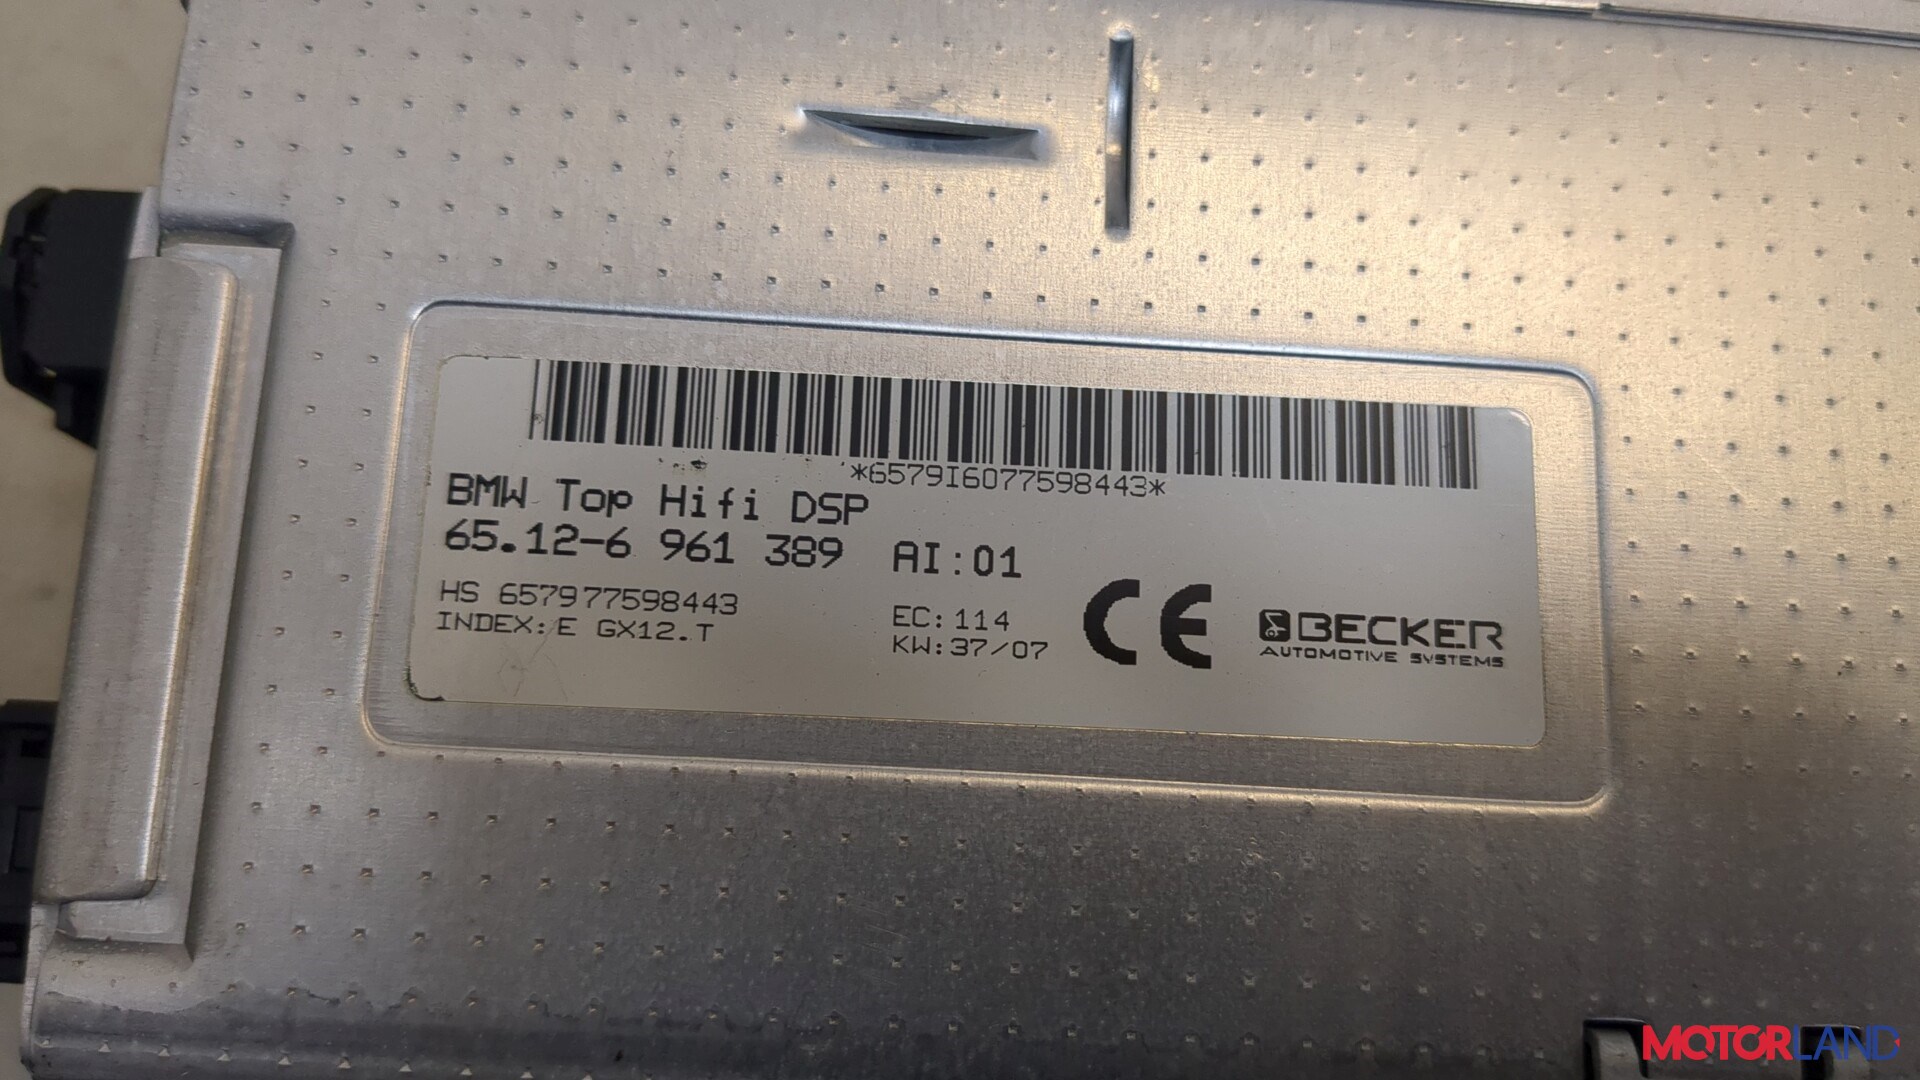 *6579I6077598443*
BMW Top Hifi DSP
65.12-6 961 389 AI:01
HS 657977598443
INDEX:E GX12.T
EC:114
KW:37/07
CE
BECKER
AUTOMOTIVE SYSTEMS
MOTORLAND